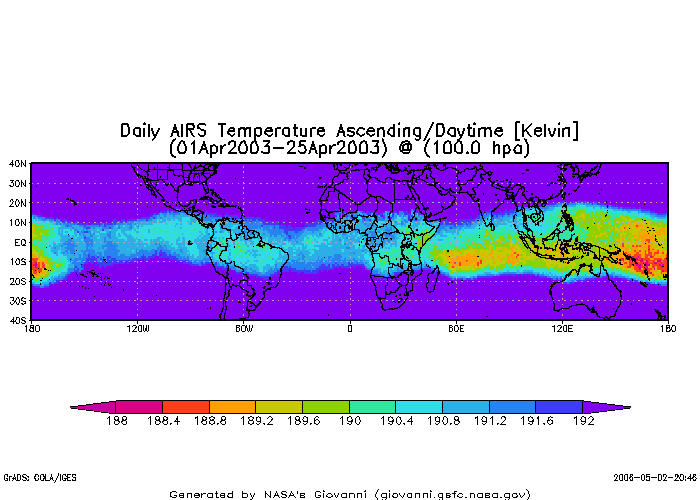 Daily AIRS Temperature Ascending/Daytime [Kelvin]
(01Apr2003-25Apr2003) @ (100.0 hpa)
40N
30N
20N
10N
EQ
10S
20S
30S
40S
180 120W 60W 0 60E 120E 180
188 188.4 188.8 189.2 189.6 190 190.4 190.8 191.2 191.6 192
GrADS: COLA/IGES 2006-05-02-20:46
Generated by NASA's Giovanni (giovanni.gsfc.nasa.gov)